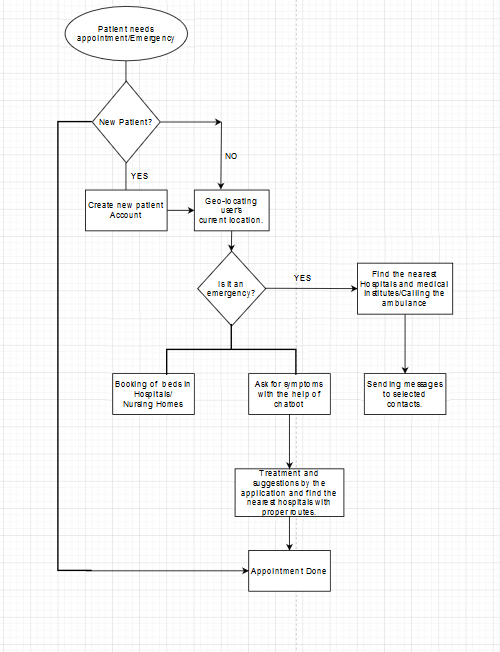 Patient needs
appointment/Emergency
New Patient?
NO
YES
Create new patient
Account
Geo-locating
user's
current location.
Is it an
emergency?
YES
Find the nearest
Hospitals and medical
Institutes/Calling the
ambulance
Booking of beds in
Hospitals/
Nursing Homes
Ask for symptoms
with the help of
chatbot
Sending messages
to selected
contacts.
Treatment and
suggestions by the
application and find the
nearest hospitals with
proper routes.
Appointment Done